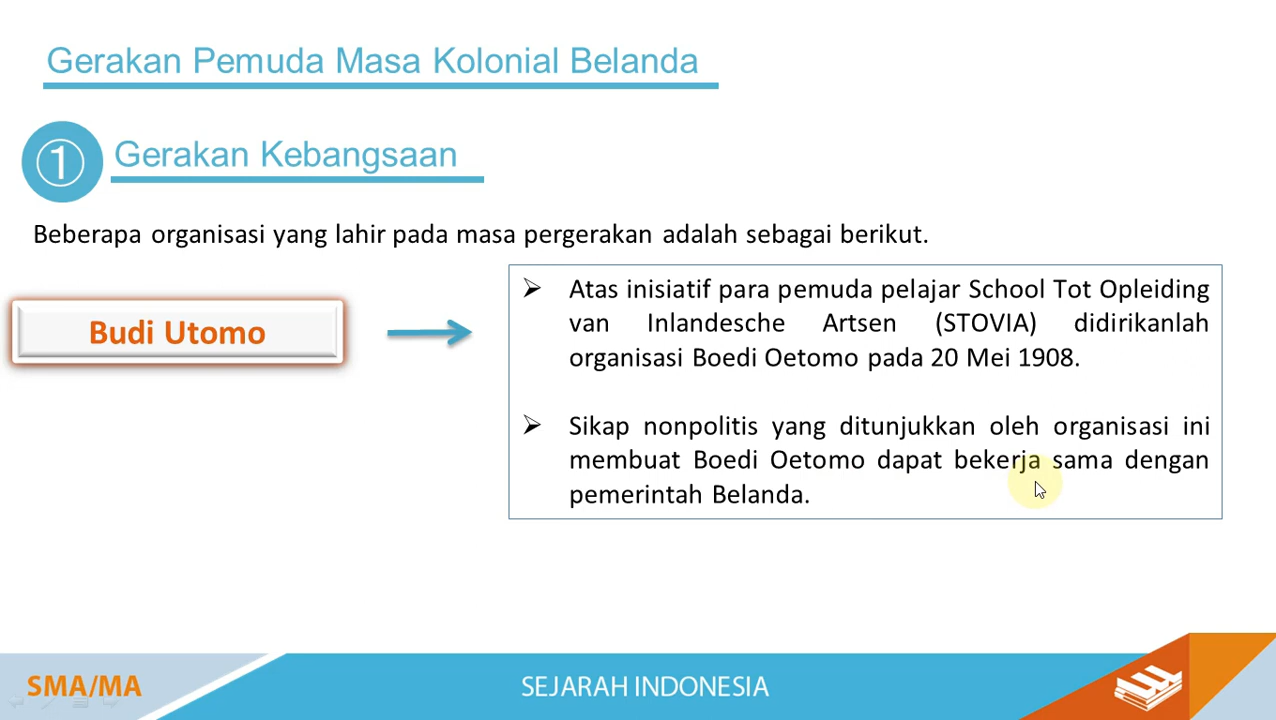 Gerakan Pemuda Masa Kolonial Belanda
① Gerakan Kebangsaan
Beberapa organisasi yang lahir pada masa pergerakan adalah sebagai berikut.
Budi Utomo
➢ Atas inisiatif para pemuda pelajar School Tot Opleiding
van Inlandesche Artsen (STOVIA) didirikanlah
organisasi Boedi Oetomo pada 20 Mei 1908.
➢ Sikap nonpolitis yang ditunjukkan oleh organisasi ini
membuat Boedi Oetomo dapat bekerja sama dengan
pemerintah Belanda.
SMA/MA
SEJARAH INDONESIA